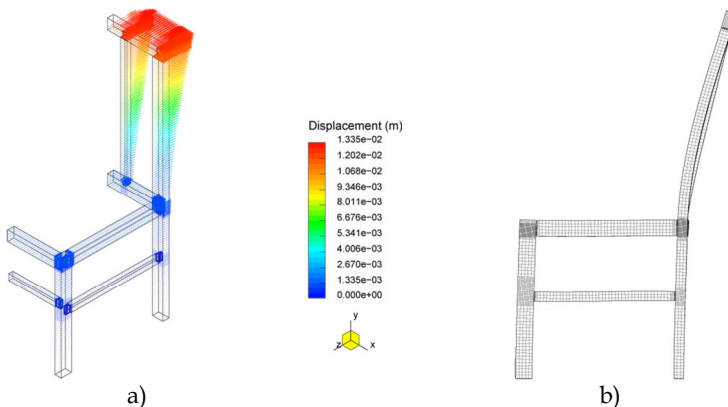 Displacement (m)
1.335e-02
1.202e-02
1.068e-02
9.346e-03
8.011e-03
6.676e-03
5.341e-03
4.006e-03
2.670e-03
1.335e-03
0.000e+00
y
z x
a)
b)